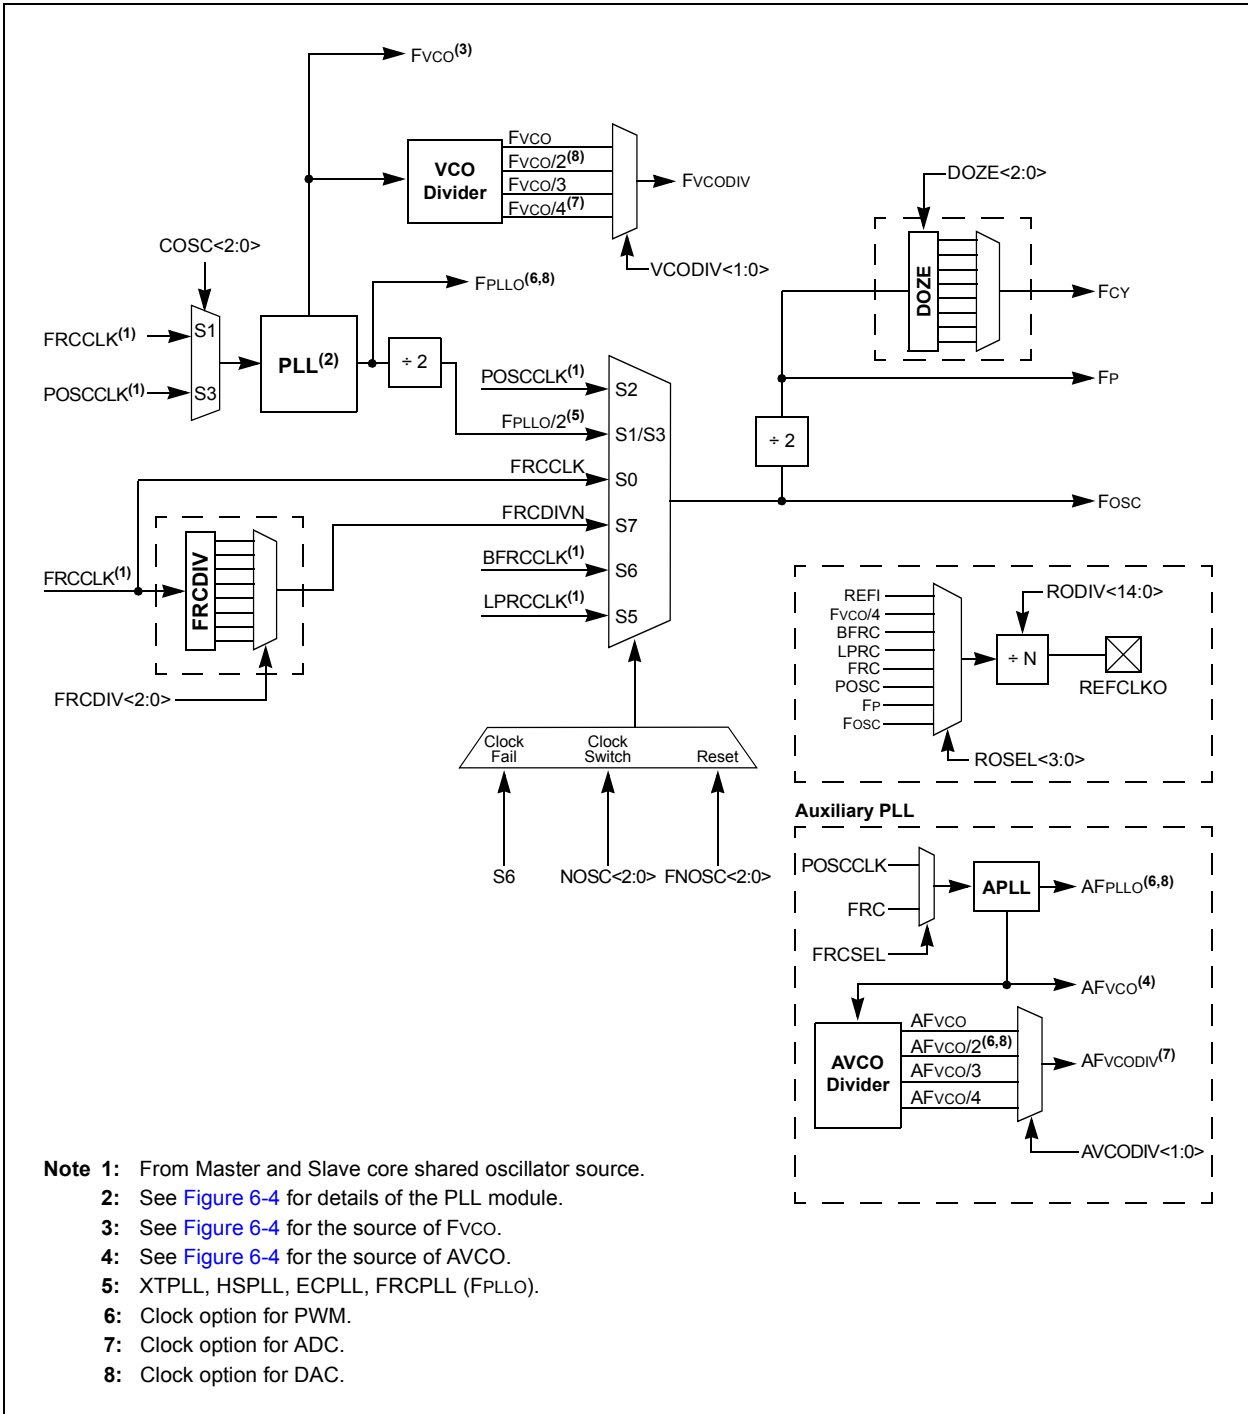 FVCO(3)
VCO
Divider
FVCO
FVCO/2(8)
FVCO/3
FVCO/4(7)
FVCODIV
VCODIV<1:0>
DOZE<2:0>
DOZE
FCY
COSC<2:0>
FRCCLK(1)
S1
POSCCLK(1)
S3
PLL(2)
FPLLO(6,8)
÷ 2
POSCCLK(1)
S2
FPLLO/2(5)
S1/S3
FRCCLK
S0
FRCDIVN
S7
BFRCCLK(1)
S6
LPRCCLK(1)
S5
FP
÷ 2
FOSC
FRCCLK(1)
FRCDIV
FRCDIV<2:0>
Clock
Fail
Clock
Switch
Reset
S6
NOSC<2:0>
FNOSC<2:0>
REFI
FVCO/4
BFRC
LPRC
FRC
POSC
FP
FOSC
RODIV<14:0>
÷ N
REFCLKO
ROSEL<3:0>
Auxiliary PLL
POSCCLK
FRC
FRCSEL
APLL
AFPLLO(6,8)
AFVCO(4)
AVCO
Divider
AFVCO
AFVCO/2(6,8)
AFVCO/3
AFVCO/4
AFVCODIV(7)
AVCODIV<1:0>
Note 1: From Master and Slave core shared oscillator source.
2: See Figure 6-4 for details of the PLL module.
3: See Figure 6-4 for the source of FVCO.
4: See Figure 6-4 for the source of AVCO.
5: XTPLL, HSPLL, ECPLL, FRCPLL (FPLLO).
6: Clock option for PWM.
7: Clock option for ADC.
8: Clock option for DAC.